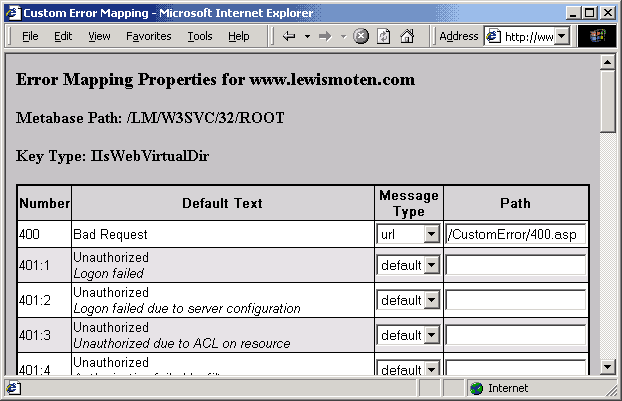 Custom Error Mapping - Microsoft Internet Explorer
File Edit View Favorites Tools Help Address http://ww
Error Mapping Properties for www.lewismoten.com
Metabase Path: /LM/W3SVC/32/ROOT
Key Type: IIsWebVirtualDir
Number Default Text Message Type Path
400 Bad Request url /CustomError/400.asp
401:1 Unauthorized default
Logon failed
401:2 Unauthorized default
Logon failed due to server configuration
401:3 Unauthorized default
Unauthorized due to ACL on resource
401:4 Unauthorized default
Internet